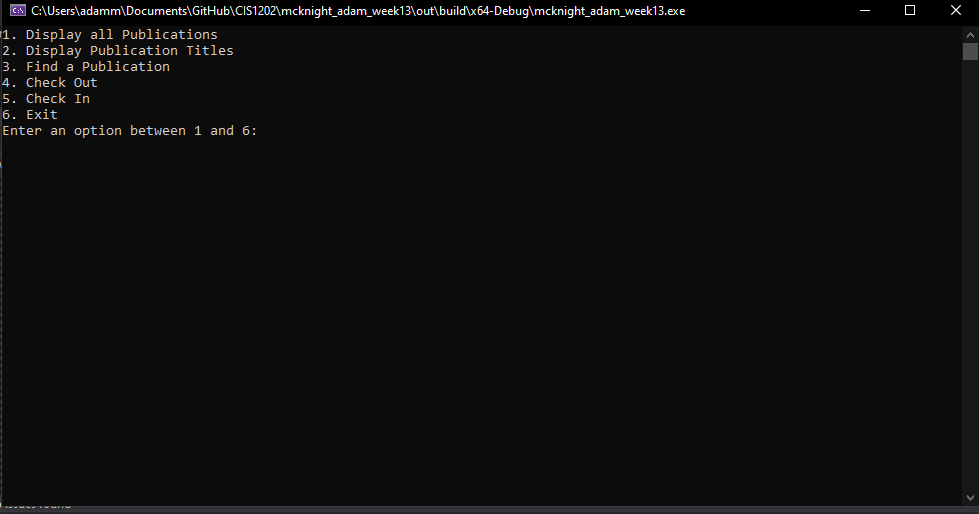 C:\Users\adamm\Documents\GitHub\CIS1202\mcknight_adam_week13\out\build\x64-Debug\mcknight_adam_week13.exe
1. Display all Publications
2. Display Publication Titles
3. Find a Publication
4. Check Out
5. Check In
6. Exit
Enter an option between 1 and 6: